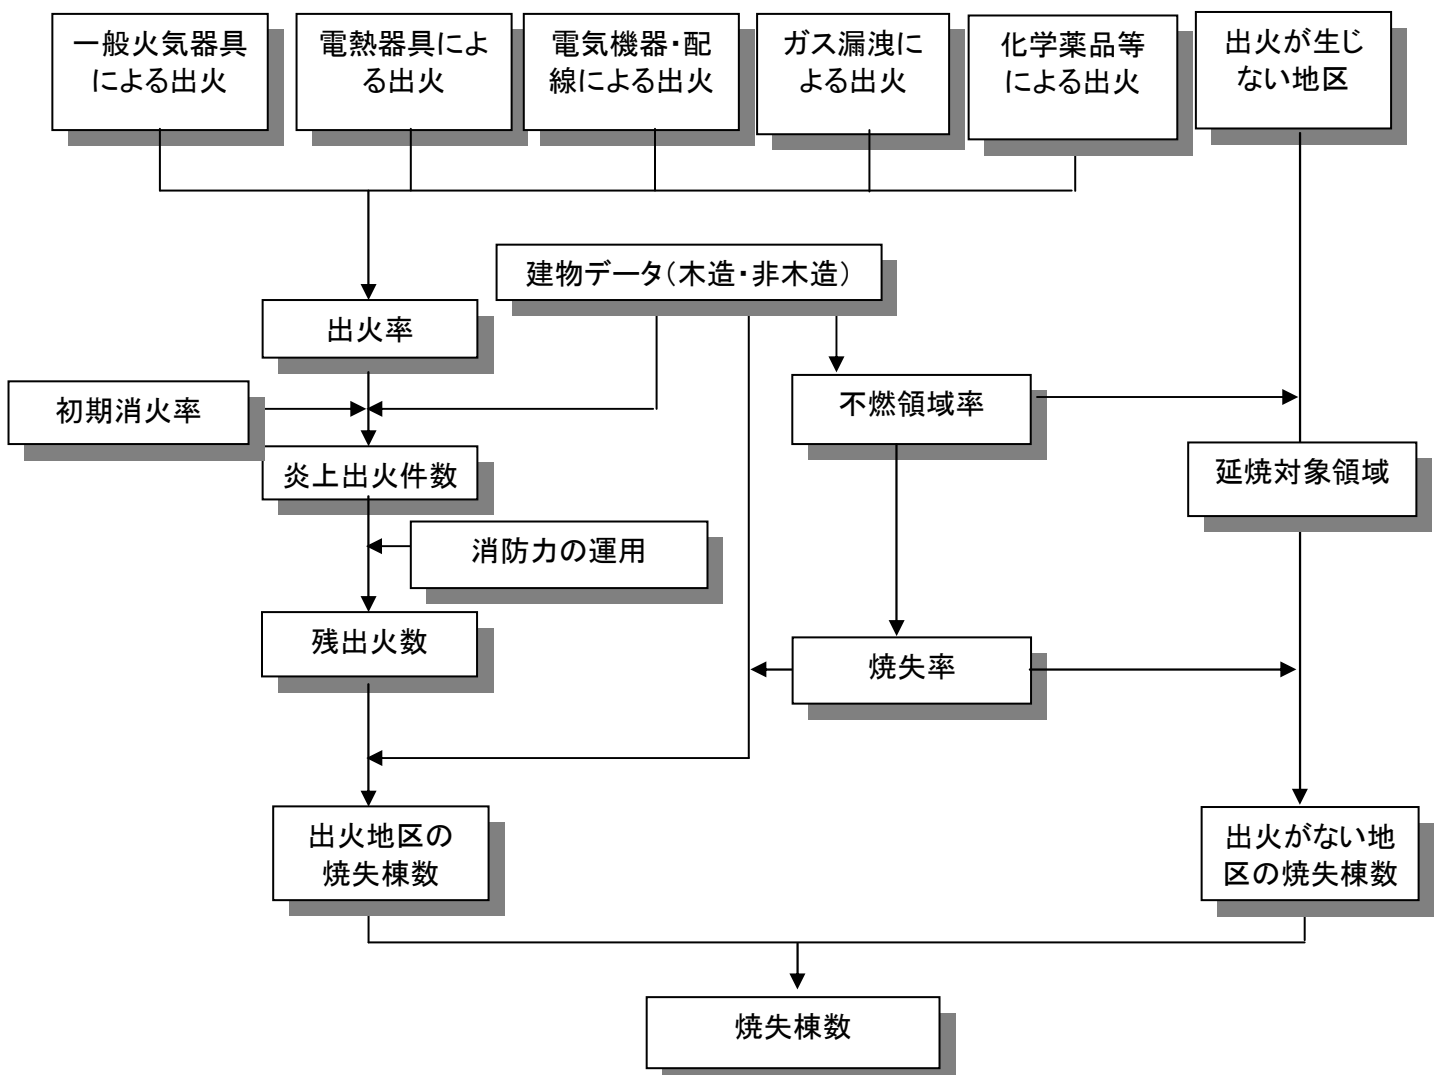 一般火気器具
による出火
電熱器具によ
る出火
電気機器・配
線による出火
ガス漏洩に
よる出火
化学薬品等
による出火
出火が生じ
ない地区
建物データ(木造・非木造)
出火率
初期消火率
不燃領域率
炎上出火件数
延焼対象領域
消防力の運用
残出火数
焼失率
出火地区の
焼失棟数
出火がない地
区の焼失棟数
焼失棟数